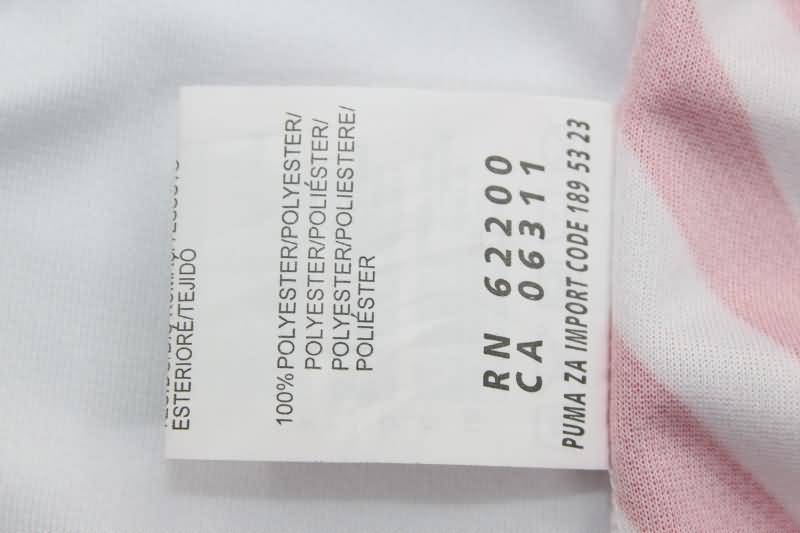 ESTERIORE/TEJIDO
100%POLYESTER/POLYESTER/
POLYESTER/POLIÉSTER/
POLYESTER/POLIESTERE/
POLIÉSTER
RN 62200
CA 06311
PUMA ZA IMPORT CODE 189 53 23